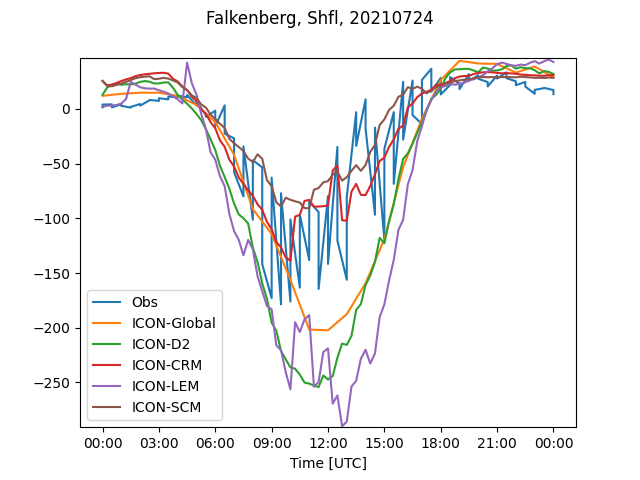 Falkenberg, Shfl, 20210724
0
−50
−100
−150
−200
−250
Obs
ICON-Global
ICON-D2
ICON-CRM
ICON-LEM
ICON-SCM
00:00 03:00 06:00 09:00 12:00 15:00 18:00 21:00 00:00
Time [UTC]